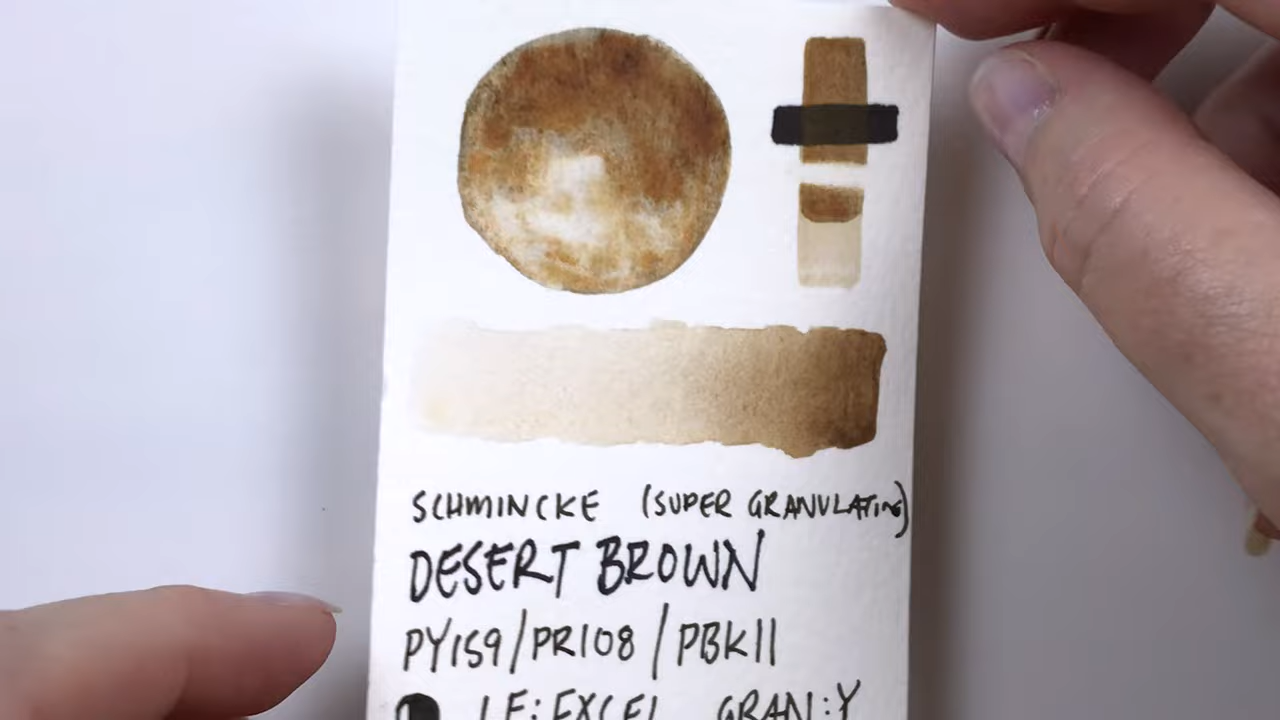 SCHMINCKE (SUPER GRANULATING)
DESERT BROWN
PY159/PR108/PBK11
LF:EXCEL GRAN:Y